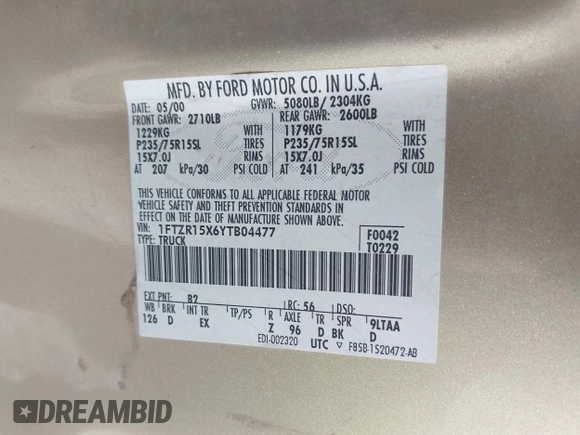 MFD. BY FORD MOTOR CO. IN U.S.A.
DATE: 05/00 GVWR: 5080LB/ 2304KG
FRONT GAWR: 2710LB REAR GAWR: 2600LB
1229KG WITH 1179KG WITH
P235/75R15SL TIRES P235/75R15SL TIRES
15X7.0J RIMS 15X7.0J RIMS
AT 207 kPa/30 PSI COLD AT 241 kPa/35 PSI COLD
THIS VEHICLE CONFORMS TO ALL APPLICABLE FEDERAL MOTOR
VEHICLE SAFETY AND THEFT PREVENTION STANDARDS IN
EFFECT ON THE DATE OF MANUFACTURE SHOWN ABOVE.
VIN: 1FTZR15X6YTB04477 F0042
TYPE: TRUCK T0229
EXT PNT: B2 RC: 56 DSO:
WB BRK INT TR TP/PS R AXLE TR SPR 9LTAA
126 D EX Z 96 D BK D
EDI-002320 UTC F85B-1520472-AB
DREAMBID